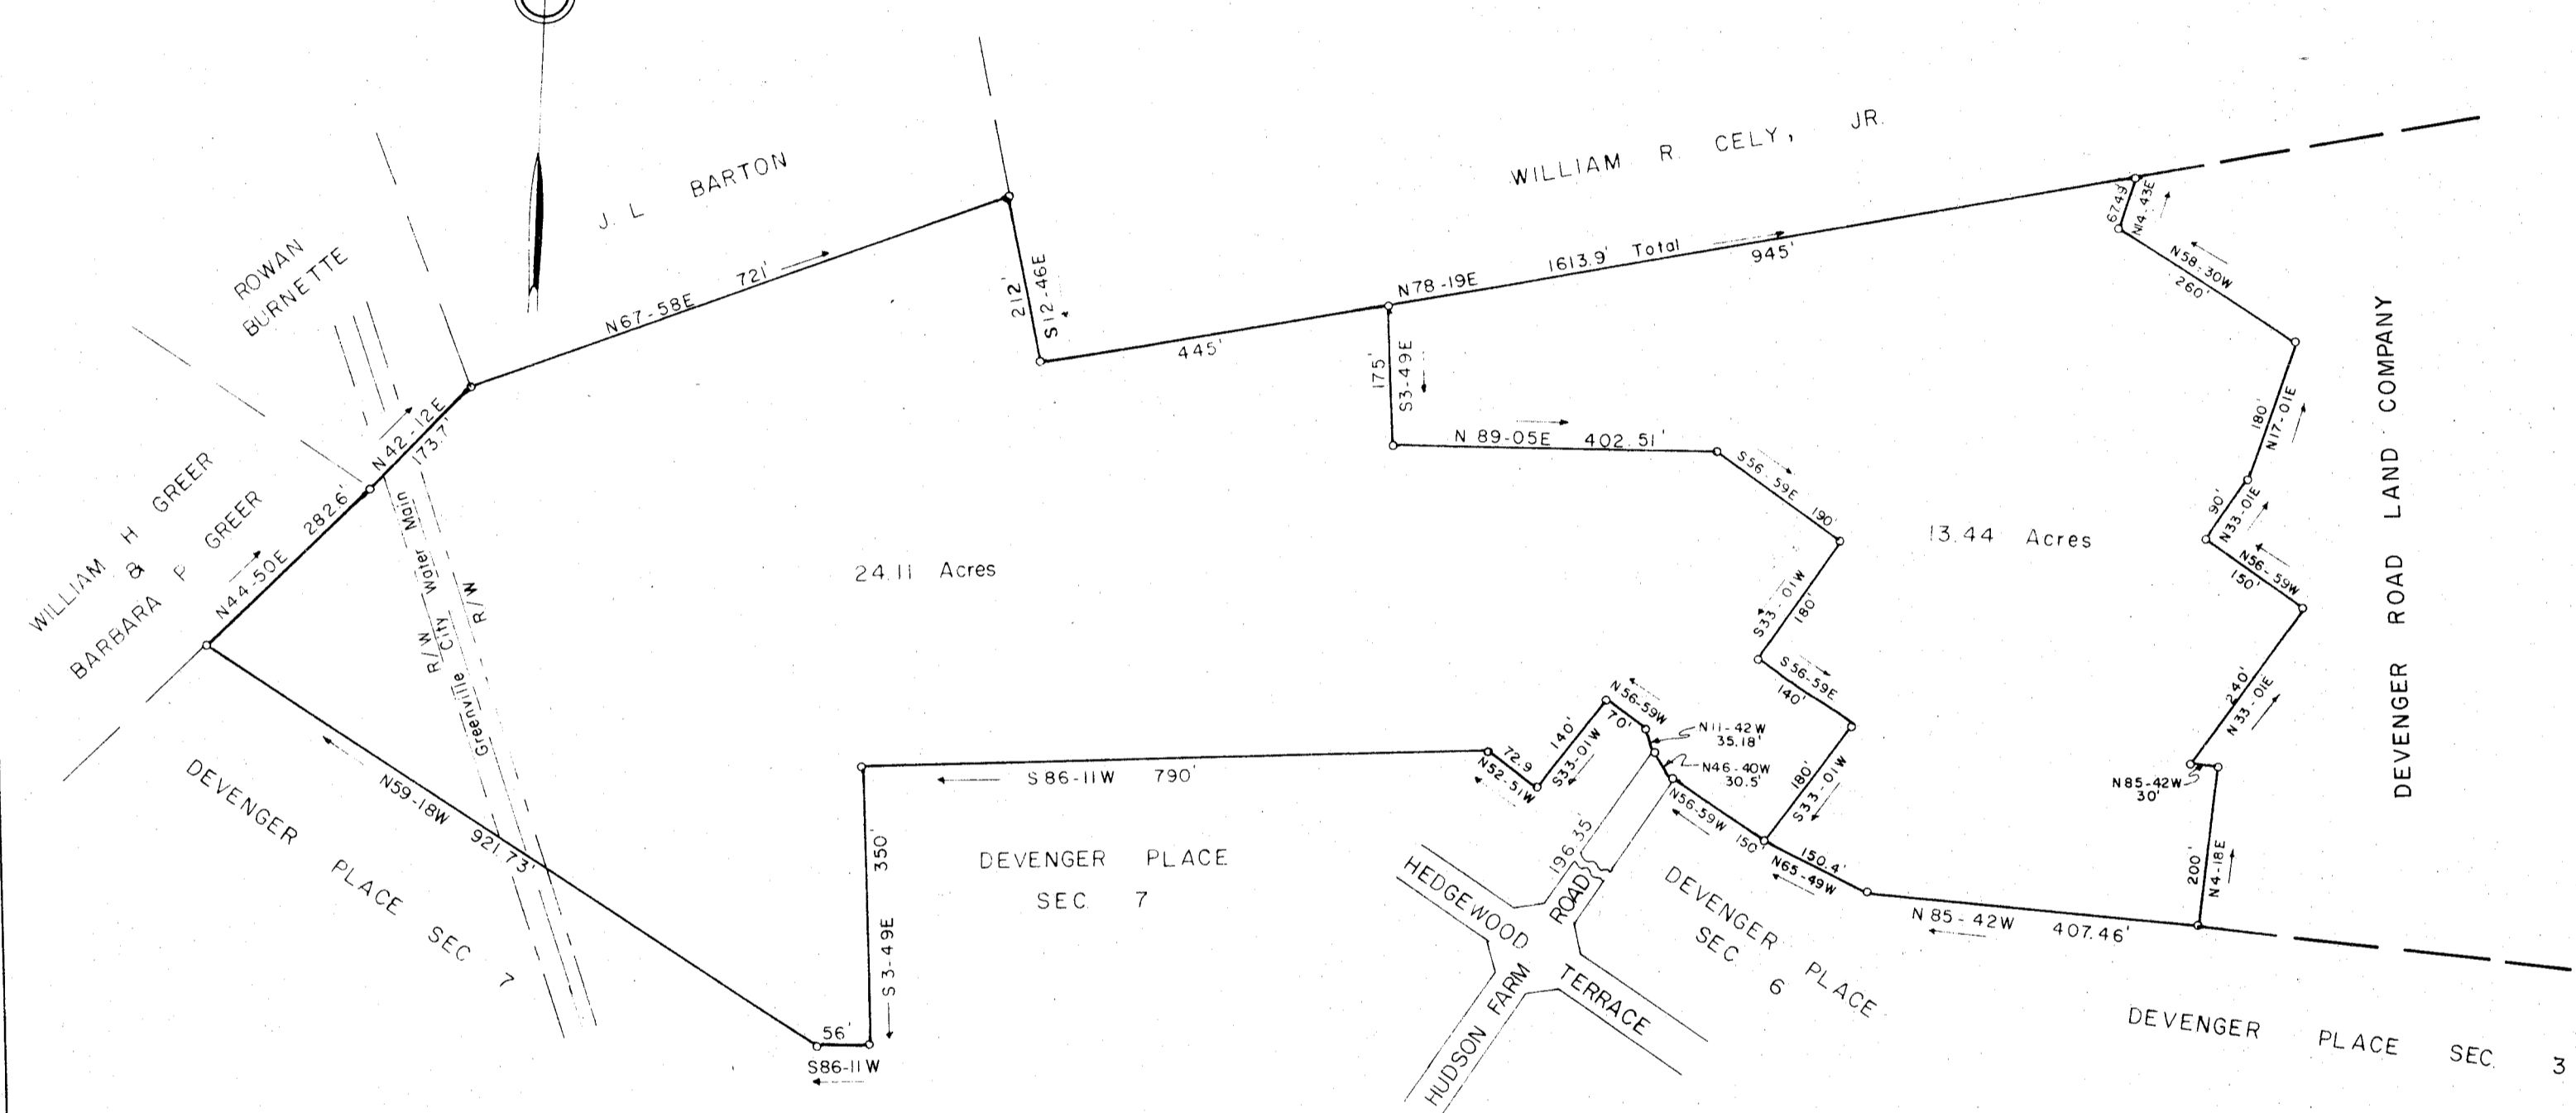 WILLIAM R. CELY, JR.
J. L BARTON
ROWAN
BURNETTE
WILLIAM H GREER
&
BARBARA P GREER
N44-50E 282.6'
N42-12E
173.7'
N67-58E 721'
212'
S12-46E
445'
N78-19E 1613.9' Total
945'
67.49'
N14-43E
N58-30W
260'
180'
N17-01E
90'
N33-01E
N56-59W
150'
240'
N33-01E
N85-42W
30'
200'
N4-18E
DEVENGER ROAD LAND COMPANY
175'
S3-49E
N 89-05E 402.51'
S56-59E
190'
S33-01W
180'
S56-59E
140'
180'
S33-01W
13.44 Acres
24.11 Acres
R/W
Greenville City Water Main
R/W
N56-59W
70'
N11-42W
35.18'
N46-40W
30.5'
140'
S33-01W
72.9
N52-51W
N56-59W 150'
150.4'
N65-49W
N 85-42W 407.46'
196.35'
S 86-11W 790'
350'
S 3-49E
56'
S86-11W
N59-18W 921.73'
DEVENGER PLACE SEC 7
DEVENGER PLACE
SEC. 7
HEDGEWOOD TERRACE
HUDSON FARM ROAD
DEVENGER PLACE
SEC. 6
DEVENGER PLACE SEC. 3